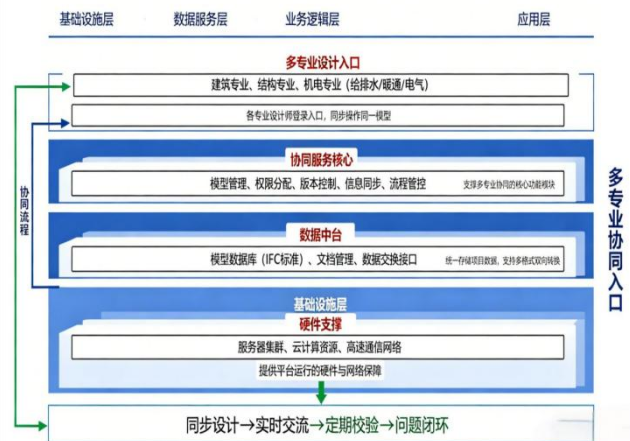 基础设施层 数据服务层 业务逻辑层 应用层
多专业设计入口
建筑专业、结构专业、机电专业（给排水/暖通/电气）
各专业设计师登录入口，同步操作同一模型
协同服务核心
模型管理、权限分配、版本控制、信息同步、流程管控 支撑多专业协同的核心功能模块
数据中台
模型数据库（IFC标准）、文档管理、数据交换接口 统一存储项目数据，支持多格式双向转换
基础设施层
硬件支撑
服务器集群、云计算资源、高速通信网络
提供平台运行的硬件与网络保障
同步设计→实时交流→定期校验→问题闭环
协同流程
多专业协同入口